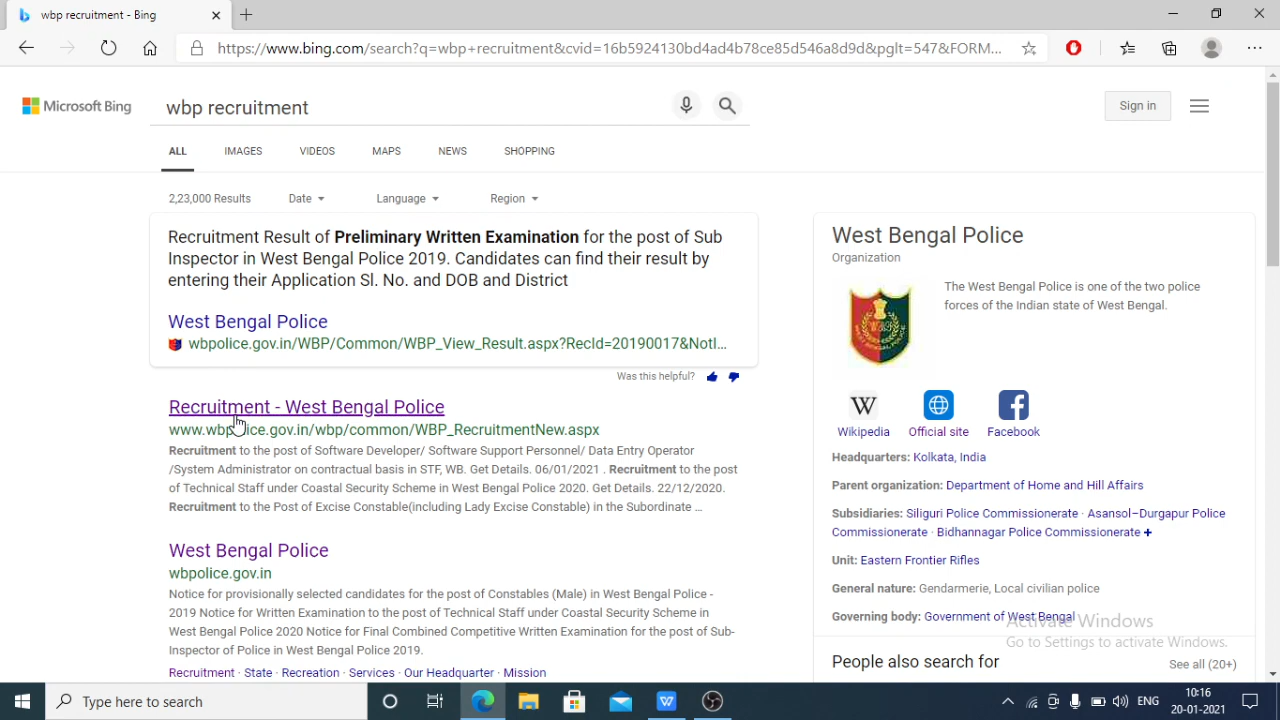 wbp recruitment - Bing
https://www.bing.com/search?q=wbp+recruitment&cvid=16b5924130bd4ad4b78ce85d546a8d9d&pglt=547&FORM...
Microsoft Bing
wbp recruitment
Sign in
ALL IMAGES VIDEOS MAPS NEWS SHOPPING
2,23,000 Results Date Language Region
Recruitment Result of Preliminary Written Examination for the post of Sub
Inspector in West Bengal Police 2019. Candidates can find their result by
entering their Application Sl. No. and DOB and District
West Bengal Police
wbpolice.gov.in/WBP/Common/WBP_View_Result.aspx?RecId=20190017&NotI...
Was this helpful?
Recruitment - West Bengal Police
www.wbpolice.gov.in/wbp/common/WBP_RecruitmentNew.aspx
Recruitment to the post of Software Developer/ Software Support Personnel/ Data Entry Operator
/System Administrator on contractual basis in STF, WB. Get Details. 06/01/2021 . Recruitment to the post
of Technical Staff under Coastal Security Scheme in West Bengal Police 2020. Get Details. 22/12/2020.
Recruitment to the Post of Excise Constable(including Lady Excise Constable) in the Subordinate ...
West Bengal Police
wbpolice.gov.in
Notice for provisionally selected candidates for the post of Constables (Male) in West Bengal Police -
2019 Notice for Written Examination to the post of Technical Staff under Coastal Security Scheme in
West Bengal Police 2020 Notice for Final Combined Competitive Written Examination for the post of Sub-
Inspector of Police in West Bengal Police 2019.
Recruitment · State · Recreation · Services · Our Headquarter · Mission
West Bengal Police
Organization
The West Bengal Police is one of the two police
forces of the Indian state of West Bengal.
W
Wikipedia Official site Facebook
Headquarters: Kolkata, India
Parent organization: Department of Home and Hill Affairs
Subsidiaries: Siliguri Police Commissionerate · Asansol–Durgapur Police
Commissionerate · Bidhannagar Police Commissionerate +
Unit: Eastern Frontier Rifles
General nature: Gendarmerie, Local civilian police
Governing body: Government of West Bengal
Activate Windows
Go to Settings to activate Windows.
People also search for See all (20+)
Type here to search
ENG
10:16
20-01-2021